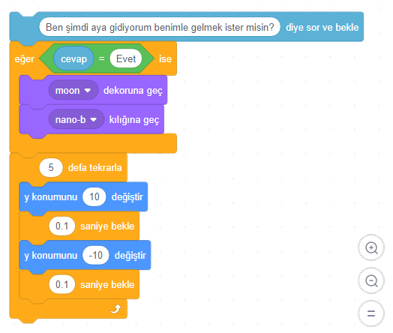 Ben şimdi aya gidiyorum benimle gelmek ister misin? diye sor ve bekle
eğer cevap = Evet ise
moon dekoruna geç
nano-b kılığına geç
5 defa tekrarla
y konumunu 10 değiştir
0.1 saniye bekle
y konumunu -10 değiştir
0.1 saniye bekle